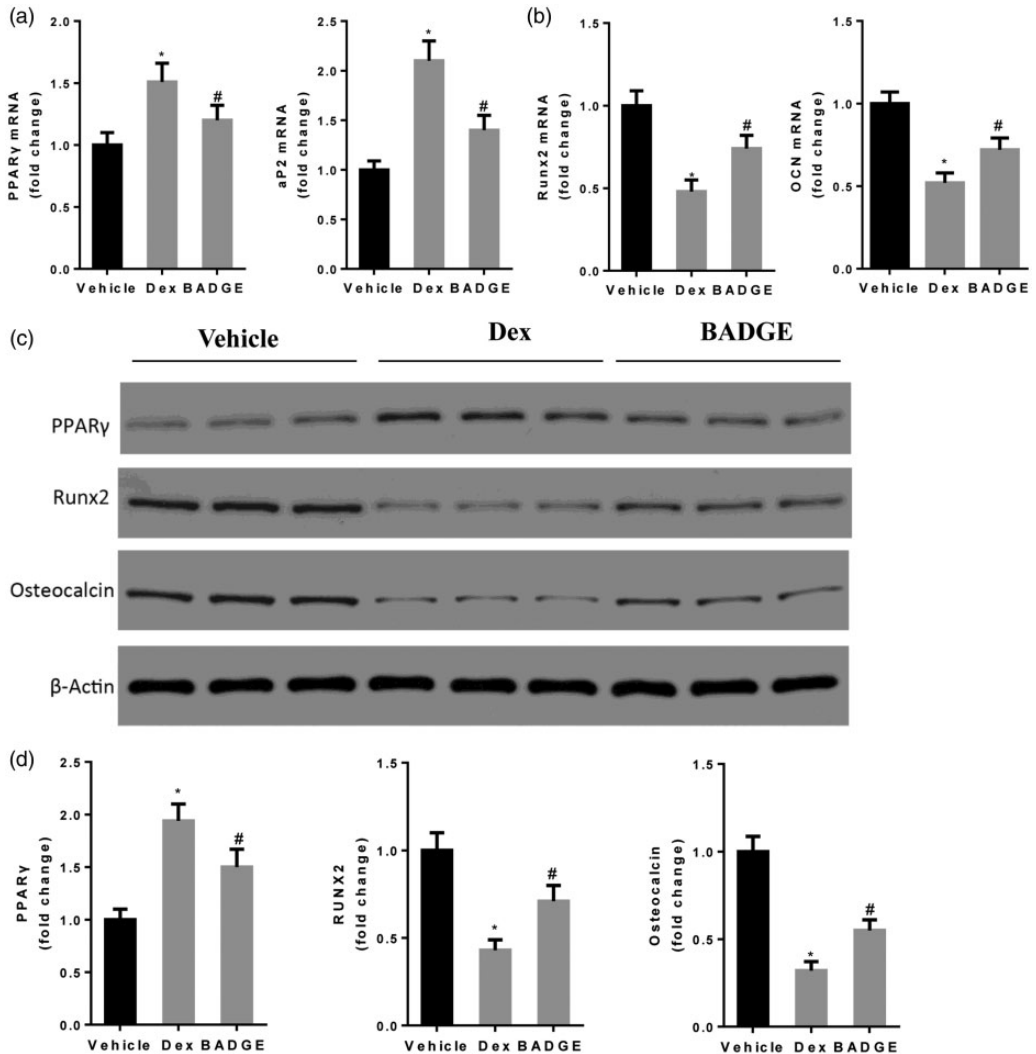 (a)
PPARγ mRNA
(fold change)
2.0
1.5
1.0
0.5
0.0
*
#
Vehicle Dex BADGE
aP2 mRNA
(fold change)
2.5
2.0
1.5
1.0
0.5
0.0
*
#
Vehicle Dex BADGE
(b)
Runx2 mRNA
(fold change)
1.5
1.0
0.5
0.0
*
#
Vehicle Dex BADGE
OCN mRNA
(fold change)
1.5
1.0
0.5
0.0
*
#
Vehicle Dex BADGE
(c)
Vehicle Dex BADGE
PPARγ
Runx2
Osteocalcin
β-Actin
(d)
PPARγ
(fold change)
2.5
2.0
1.5
1.0
0.5
0.0
*
#
Vehicle Dex BADGE
RUNX2
(fold change)
1.5
1.0
0.5
0.0
*
#
Vehicle Dex BADGE
Osteocalcin
(fold change)
1.5
1.0
0.5
0.0
*
#
Vehicle Dex BADGE